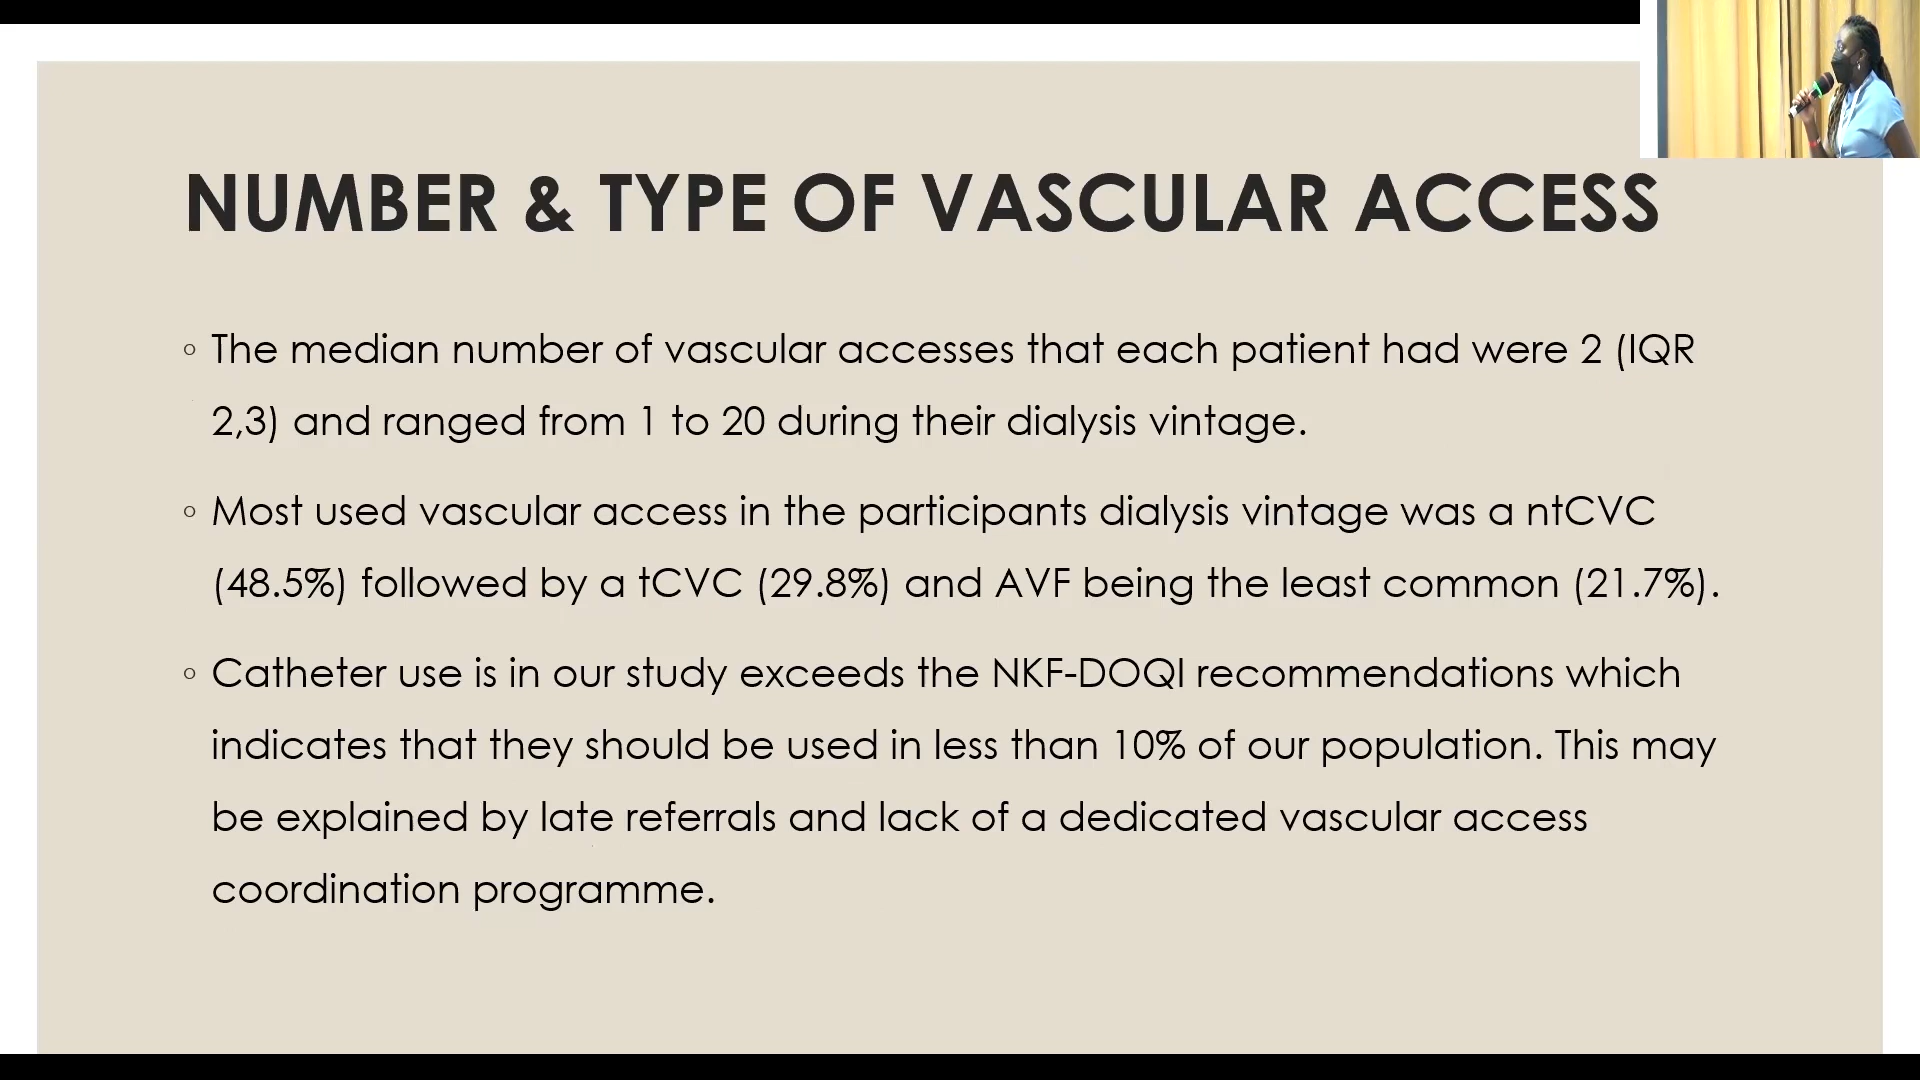 NUMBER & TYPE OF VASCULAR ACCESS
◦ The median number of vascular accesses that each patient had were 2 (IQR
2,3) and ranged from 1 to 20 during their dialysis vintage.
◦ Most used vascular access in the participants dialysis vintage was a ntCVC
(48.5%) followed by a tCVC (29.8%) and AVF being the least common (21.7%).
◦ Catheter use is in our study exceeds the NKF-DOQI recommendations which
indicates that they should be used in less than 10% of our population. This may
be explained by late referrals and lack of a dedicated vascular access
coordination programme.